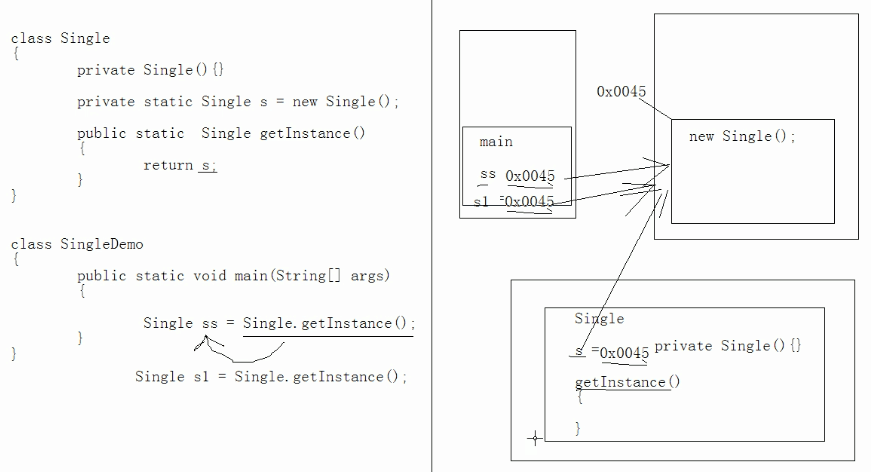 class Single
{
private Single(){}
private static Single s = new Single();
public static Single getInstance()
{
return s;
}
}
class SingleDemo
{
public static void main(String[] args)
{
Single ss = Single.getInstance();
}
}
Single s1 = Single.getInstance();
main
ss 0x0045
s1 =0x0045
0x0045
new Single();
Single
s =0x0045 private Single(){}
getInstance()
{
}